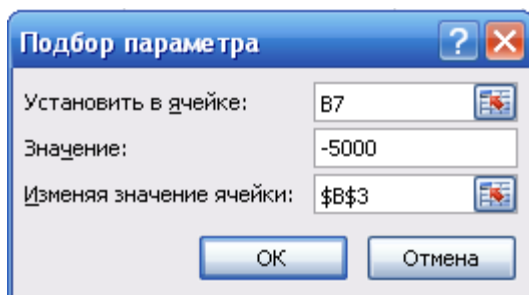 Подбор параметра
Установить в ячейке: B7
Значение: -5000
Изменяя значение ячейки: $B$3
ОК Отмена